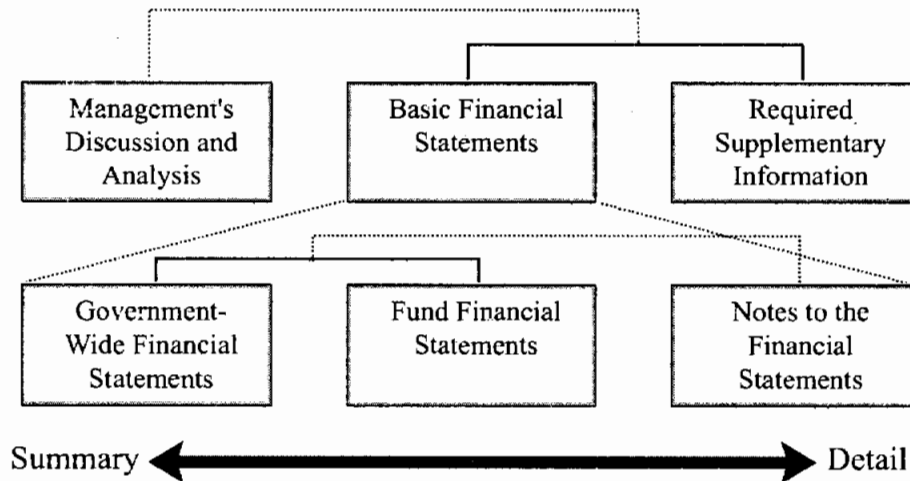 Management's
Discussion and
Analysis
Basic Financial
Statements
Required
Supplementary
Information
Government-
Wide Financial
Statements
Fund Financial
Statements
Notes to the
Financial
Statements
Summary
Detail